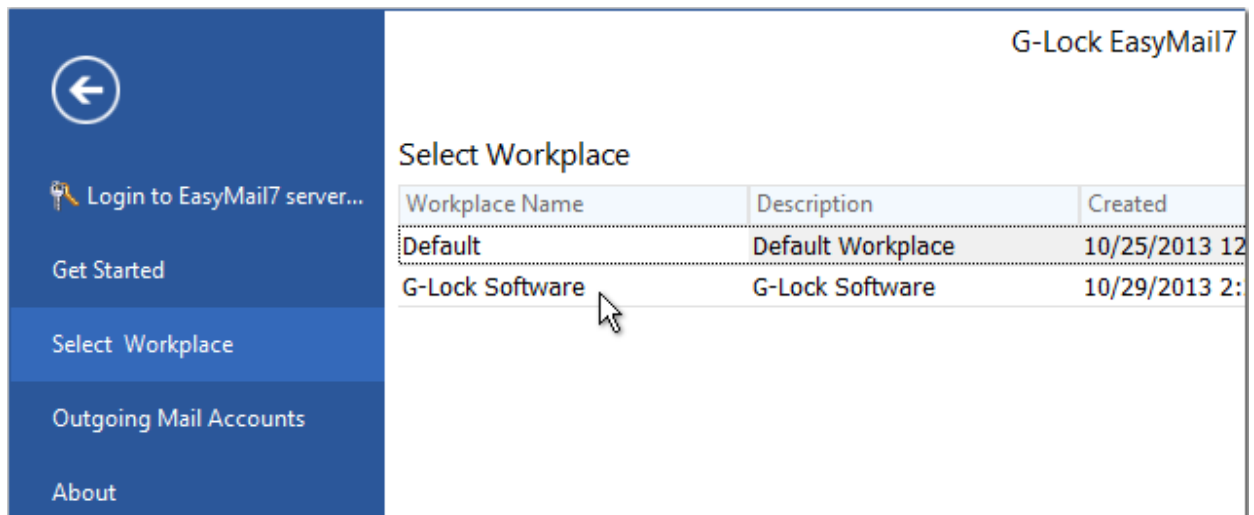 G-Lock EasyMail7
Login to EasyMail7 server...
Get Started
Select Workplace
Outgoing Mail Accounts
About
Select Workplace
Workplace Name Description Created
Default Default Workplace 10/25/2013 12
G-Lock Software G-Lock Software 10/29/2013 2: